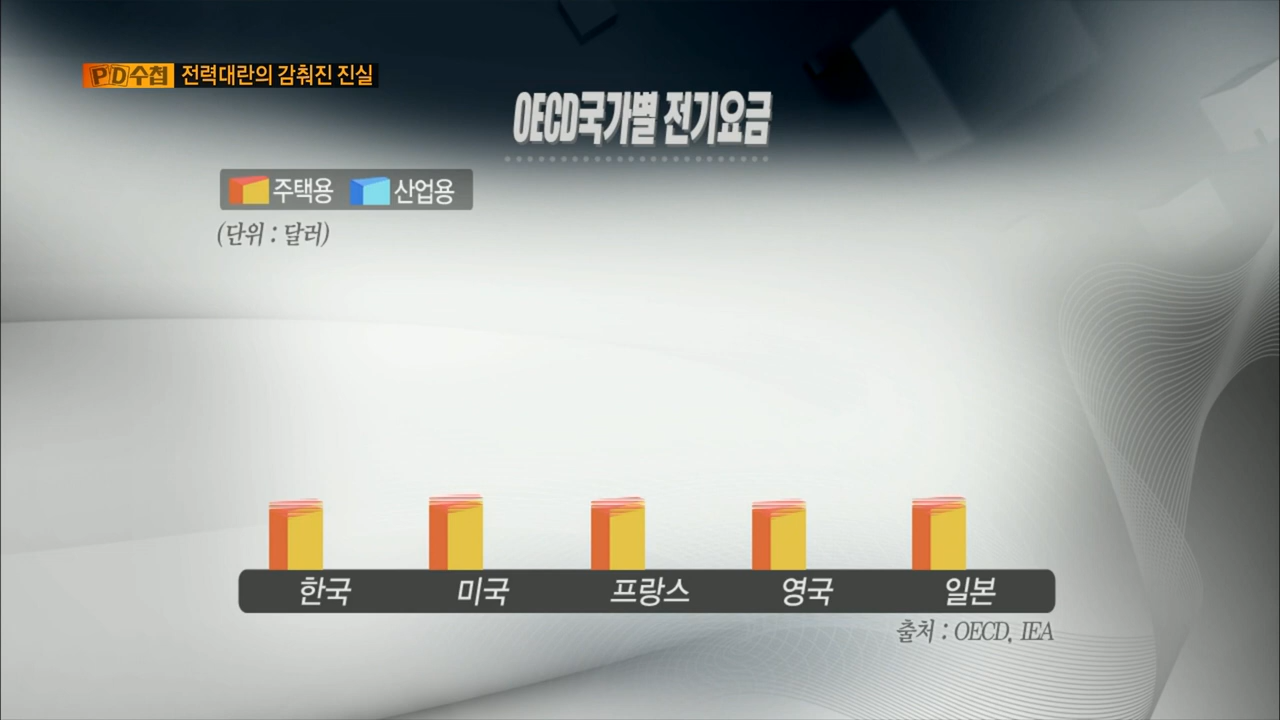 PD수첩 전력대란의 감춰진 진실
OECD국가별 전기요금
주택용 산업용
(단위 : 달러)
한국 미국 프랑스 영국 일본
출처 : OECD, IEA